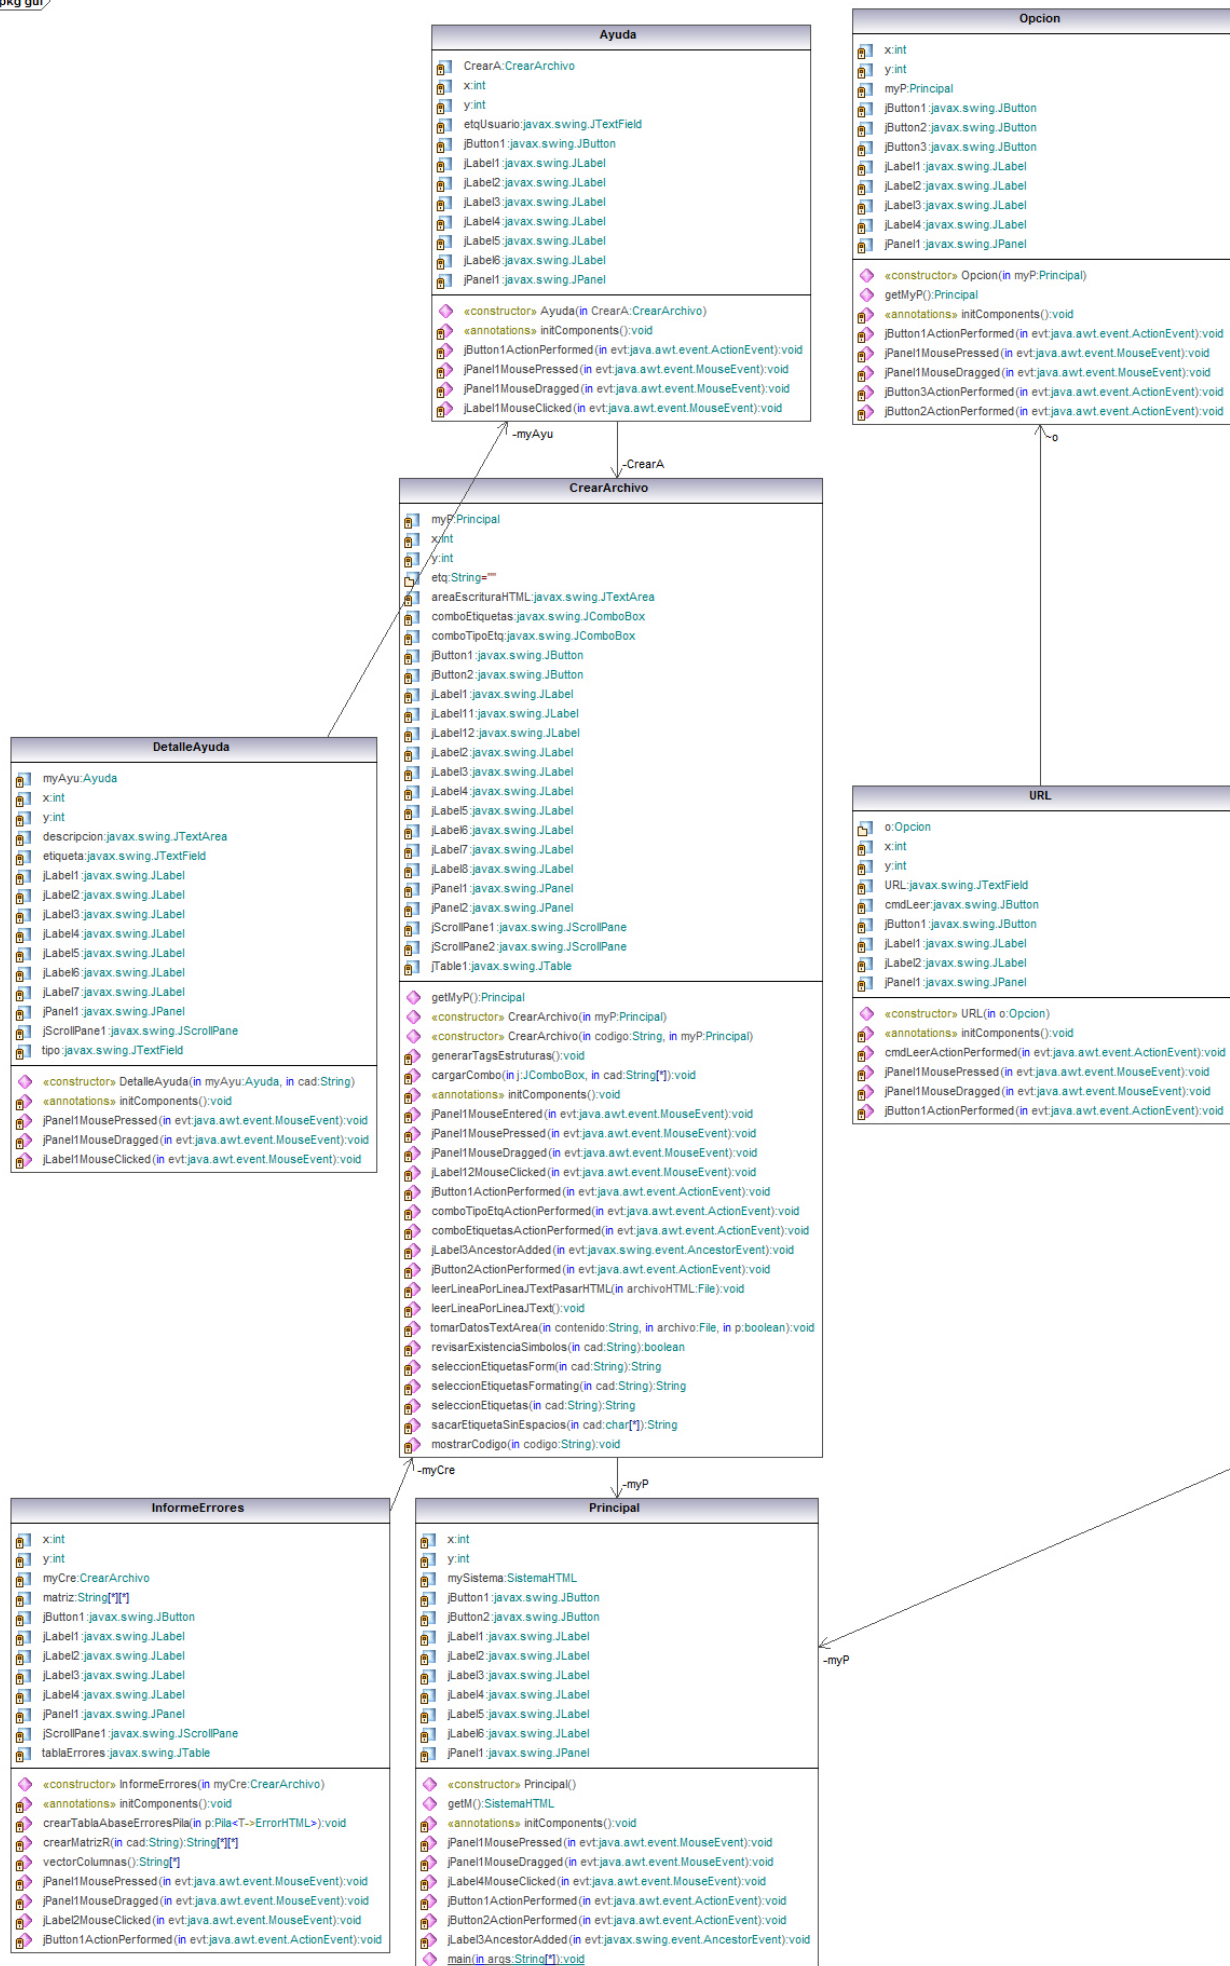 pkg gui
Ayuda
CrearA:CrearArchivo
x:int
y:int
etqUsuario:javax.swing.JTextField
jButton1:javax.swing.JButton
jLabel1:javax.swing.JLabel
jLabel2:javax.swing.JLabel
jLabel3:javax.swing.JLabel
jLabel4:javax.swing.JLabel
jLabel5:javax.swing.JLabel
jLabel6:javax.swing.JLabel
jPanel1:javax.swing.JPanel
«constructor» Ayuda(in CrearA:CrearArchivo)
«annotations» initComponents():void
jButton1ActionPerformed(in evt:java.awt.event.ActionEvent):void
jPanel1MousePressed(in evt:java.awt.event.MouseEvent):void
jPanel1MouseDragged(in evt:java.awt.event.MouseEvent):void
jLabel1MouseClicked(in evt:java.awt.event.MouseEvent):void
Opcion
x:int
y:int
myP:Principal
jButton1:javax.swing.JButton
jButton2:javax.swing.JButton
jButton3:javax.swing.JButton
jLabel1:javax.swing.JLabel
jLabel2:javax.swing.JLabel
jLabel3:javax.swing.JLabel
jLabel4:javax.swing.JLabel
jPanel1:javax.swing.JPanel
«constructor» Opcion(in myP:Principal)
getMyP():Principal
«annotations» initComponents():void
jButton1ActionPerformed(in evt:java.awt.event.ActionEvent):void
jPanel1MousePressed(in evt:java.awt.event.MouseEvent):void
jPanel1MouseDragged(in evt:java.awt.event.MouseEvent):void
jButton3ActionPerformed(in evt:java.awt.event.ActionEvent):void
jButton2ActionPerformed(in evt:java.awt.event.ActionEvent):void
-myAyu
~o
-CrearA
CrearArchivo
myP:Principal
x:int
y:int
etq:String=""
areaEscrituraHTML:javax.swing.JTextArea
comboEtiquetas:javax.swing.JComboBox
comboTipoEtq:javax.swing.JComboBox
jButton1:javax.swing.JButton
jButton2:javax.swing.JButton
jLabel1:javax.swing.JLabel
jLabel11:javax.swing.JLabel
jLabel12:javax.swing.JLabel
jLabel2:javax.swing.JLabel
jLabel3:javax.swing.JLabel
jLabel4:javax.swing.JLabel
jLabel5:javax.swing.JLabel
jLabel6:javax.swing.JLabel
jLabel7:javax.swing.JLabel
jLabel8:javax.swing.JLabel
jPanel1:javax.swing.JPanel
jPanel2:javax.swing.JPanel
jScrollPane1:javax.swing.JScrollPane
jScrollPane2:javax.swing.JScrollPane
jTable1:javax.swing.JTable
getMyP():Principal
«constructor» CrearArchivo(in myP:Principal)
«constructor» CrearArchivo(in codigo:String, in myP:Principal)
generarTagsEstruturas():void
cargarCombo(in j:JComboBox, in cad:String[*]):void
«annotations» initComponents():void
jPanel1MouseEntered(in evt:java.awt.event.MouseEvent):void
jPanel1MousePressed(in evt:java.awt.event.MouseEvent):void
jPanel1MouseDragged(in evt:java.awt.event.MouseEvent):void
jLabel12MouseClicked(in evt:java.awt.event.MouseEvent):void
jButton1ActionPerformed(in evt:java.awt.event.ActionEvent):void
comboTipoEtqActionPerformed(in evt:java.awt.event.ActionEvent):void
comboEtiquetasActionPerformed(in evt:java.awt.event.ActionEvent):void
jLabel3AncestorAdded(in evt:javax.swing.event.AncestorEvent):void
jButton2ActionPerformed(in evt:java.awt.event.ActionEvent):void
leerLineaPorLineaJTextPasarHTML(in archivoHTML:File):void
leerLineaPorLineaJText():void
tomarDatosTextArea(in contenido:String, in archivo:File, in p:boolean):void
revisarExistenciaSimbolos(in cad:String):boolean
seleccionEtiquetasForm(in cad:String):String
seleccionEtiquetasFormating(in cad:String):String
seleccionEtiquetas(in cad:String):String
sacarEtiquetaSinEspacios(in cad:char[*]):String
mostrarCodigo(in codigo:String):void
DetalleAyuda
myAyu:Ayuda
x:int
y:int
descripcion:javax.swing.JTextArea
etiqueta:javax.swing.JTextField
jLabel1:javax.swing.JLabel
jLabel2:javax.swing.JLabel
jLabel3:javax.swing.JLabel
jLabel4:javax.swing.JLabel
jLabel5:javax.swing.JLabel
jLabel6:javax.swing.JLabel
jLabel7:javax.swing.JLabel
jPanel1:javax.swing.JPanel
jScrollPane1:javax.swing.JScrollPane
tipo:javax.swing.JTextField
«constructor» DetalleAyuda(in myAyu:Ayuda, in cad:String)
«annotations» initComponents():void
jPanel1MousePressed(in evt:java.awt.event.MouseEvent):void
jPanel1MouseDragged(in evt:java.awt.event.MouseEvent):void
jLabel1MouseClicked(in evt:java.awt.event.MouseEvent):void
URL
o:Opcion
x:int
y:int
URL:javax.swing.JTextField
cmdLeer:javax.swing.JButton
jButton1:javax.swing.JButton
jLabel1:javax.swing.JLabel
jLabel2:javax.swing.JLabel
jPanel1:javax.swing.JPanel
«constructor» URL(in o:Opcion)
«annotations» initComponents():void
cmdLeerActionPerformed(in evt:java.awt.event.ActionEvent):void
jPanel1MousePressed(in evt:java.awt.event.MouseEvent):void
jPanel1MouseDragged(in evt:java.awt.event.MouseEvent):void
jButton1ActionPerformed(in evt:java.awt.event.ActionEvent):void
-myCre
-myP
InformeErrores
x:int
y:int
myCre:CrearArchivo
matriz:String[*][*]
jButton1:javax.swing.JButton
jLabel1:javax.swing.JLabel
jLabel2:javax.swing.JLabel
jLabel3:javax.swing.JLabel
jLabel4:javax.swing.JLabel
jPanel1:javax.swing.JPanel
jScrollPane1:javax.swing.JScrollPane
tablaErrores:javax.swing.JTable
«constructor» InformeErrores(in myCre:CrearArchivo)
«annotations» initComponents():void
crearTablaAbaseErroresPila(in p:Pila<T->ErrorHTML>):void
crearMatrizR(in cad:String):String[*][*]
vectorColumnas():String[*]
jPanel1MousePressed(in evt:java.awt.event.MouseEvent):void
jPanel1MouseDragged(in evt:java.awt.event.MouseEvent):void
jLabel2MouseClicked(in evt:java.awt.event.MouseEvent):void
jButton1ActionPerformed(in evt:java.awt.event.ActionEvent):void
Principal
x:int
y:int
mySistema:SistemaHTML
jButton1:javax.swing.JButton
jButton2:javax.swing.JButton
jLabel1:javax.swing.JLabel
jLabel2:javax.swing.JLabel
jLabel3:javax.swing.JLabel
jLabel4:javax.swing.JLabel
jLabel5:javax.swing.JLabel
jLabel6:javax.swing.JLabel
jPanel1:javax.swing.JPanel
«constructor» Principal()
getM():SistemaHTML
«annotations» initComponents():void
jPanel1MousePressed(in evt:java.awt.event.MouseEvent):void
jPanel1MouseDragged(in evt:java.awt.event.MouseEvent):void
jLabel4MouseClicked(in evt:java.awt.event.MouseEvent):void
jButton1ActionPerformed(in evt:java.awt.event.ActionEvent):void
jButton2ActionPerformed(in evt:java.awt.event.ActionEvent):void
jLabel3AncestorAdded(in evt:javax.swing.event.AncestorEvent):void
main(in args:String[*]):void
-myP